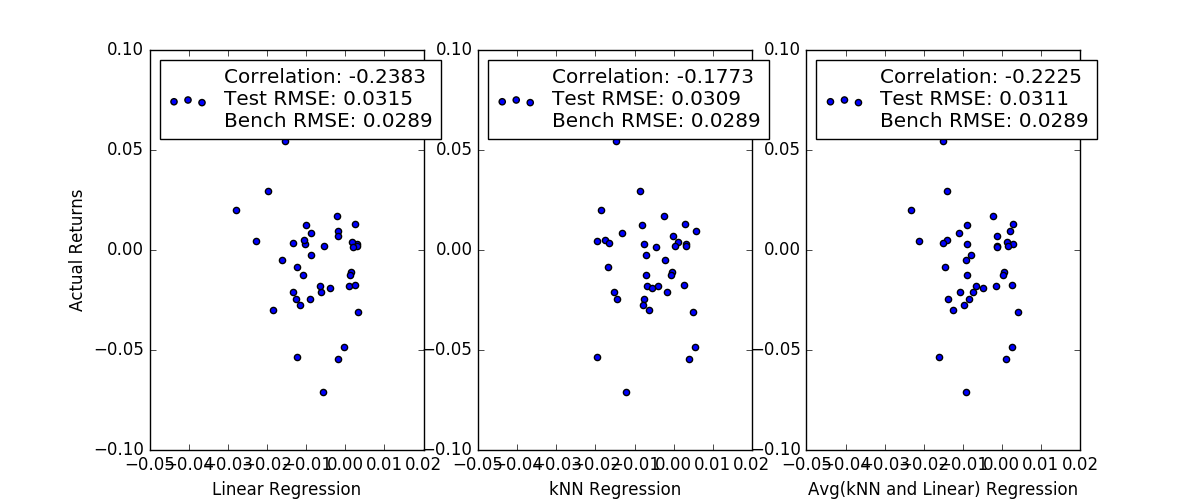 0.10
0.05
0.00
−0.05
−0.10
Actual Returns
Correlation: -0.2383
Test RMSE: 0.0315
Bench RMSE: 0.0289
−0.05 −0.04 −0.03 −0.02 −0.01 0.00 0.01 0.02
Linear Regression
0.10
0.05
0.00
−0.05
−0.10
Correlation: -0.1773
Test RMSE: 0.0309
Bench RMSE: 0.0289
−0.05 −0.04 −0.03 −0.02 −0.01 0.00 0.01 0.02
kNN Regression
0.10
0.05
0.00
−0.05
−0.10
Correlation: -0.2225
Test RMSE: 0.0311
Bench RMSE: 0.0289
−0.05 −0.04 −0.03 −0.02 −0.01 0.00 0.01 0.02
Avg(kNN and Linear) Regression